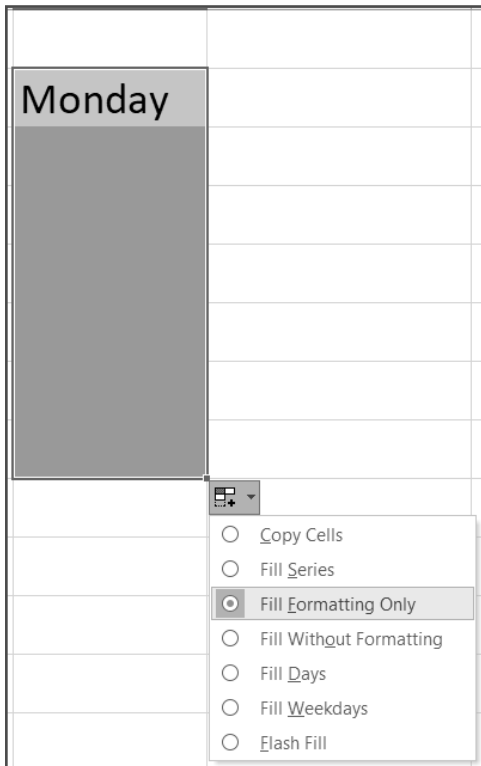 Monday
Copy Cells
Fill Series
Fill Formatting Only
Fill Without Formatting
Fill Days
Fill Weekdays
Flash Fill